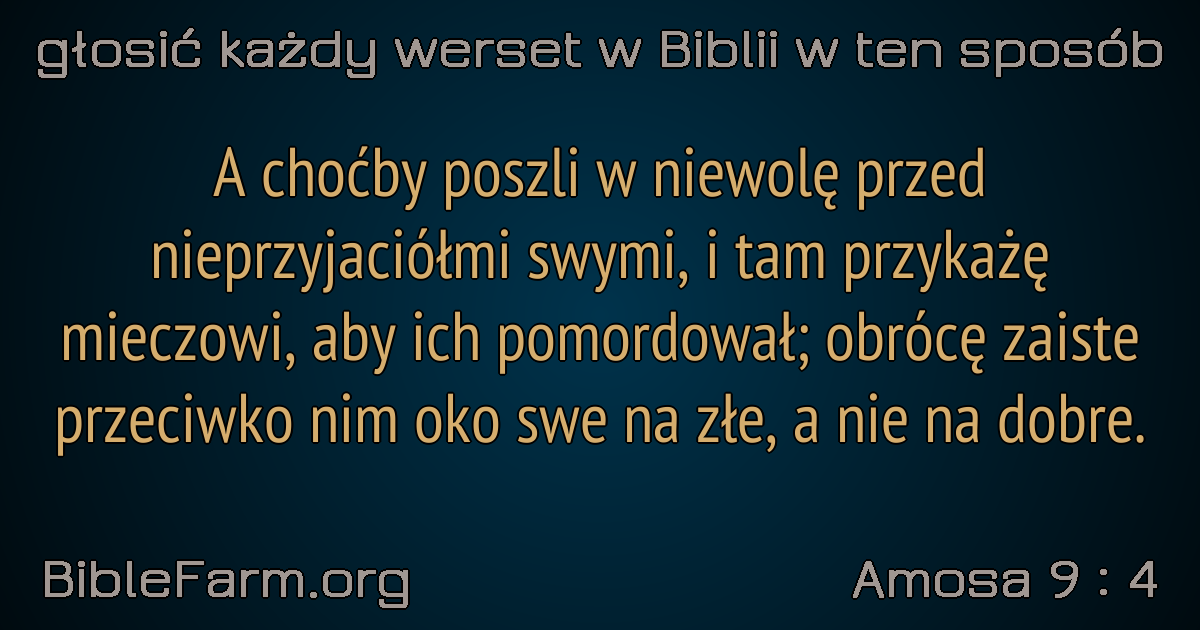 głosić każdy werset w Biblii w ten sposób
A choćby poszli w niewolę przed
nieprzyjaciółmi swymi, i tam przykażę
mieczowi, aby ich pomordował; obrócę zaiste
przeciwko nim oko swe na złe, a nie na dobre.
BibleFarm.org
Amosa 9 : 4